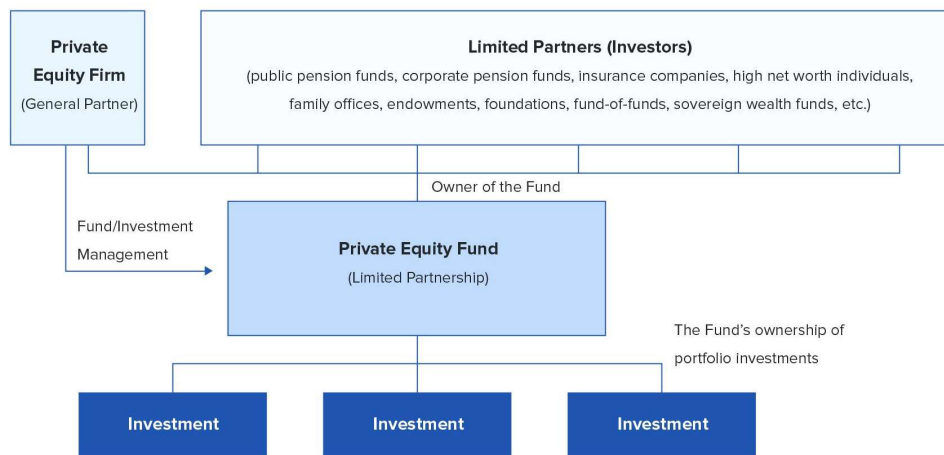 Private
Equity Firm
(General Partner)
Limited Partners (Investors)
(public pension funds, corporate pension funds, insurance companies, high net worth individuals,
family offices, endowments, foundations, fund-of-funds, sovereign wealth funds, etc.)
Owner of the Fund
Fund/Investment
Management
Private Equity Fund
(Limited Partnership)
The Fund’s ownership of
portfolio investments
Investment
Investment
Investment